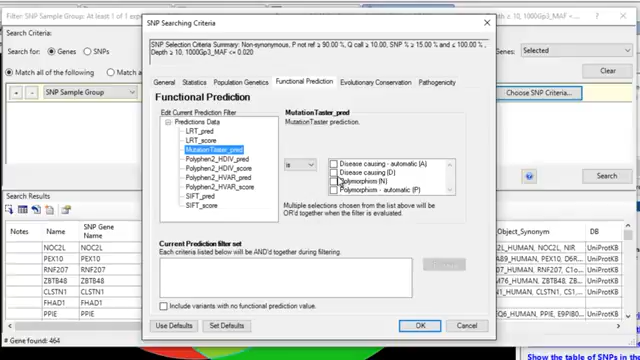 Filter: SNP Sample Group: At least 1 of 1 exp
SNP Searching Criteria
Search Criteria:
Search for:
Genes
SNPs
Match all of the following
Match a
SNP Sample Group
SNP Selection Criteria Summary: Non-synonymous, P not ref ≥ 90.00 %, Q call ≥ 10.00, SNP % ≥ 15.00 % and ≤ 100.00 % ,
Depth ≥ 10, 1000Gp3_MAF <= 0.020
General
Statistics
Population Genetics
Functional Prediction
Evolutionary Conservation
Pathogenicity
Functional Prediction
Edit Current Prediction Filter
Predictions Data
LRT_pred
LRT_score
MutationTaster_pred
Polyphen2_HDIV_pred
Polyphen2_HDIV_score
Polyphen2_HVAR_pred
Polyphen2_HVAR_score
SIFT_pred
SIFT_score
MutationTaster_pred
MutationTaster prediction.
is
Disease causing - automatic [A]
Disease causing [D]
Polymorphism [N]
Polymorphism - automatic [P]
Multiple selections chosen from the list above will be
OR'd together when the filter is evaluated.
Current Prediction filter set
Each criteria listed below will be AND'd together during filtering.
Include variants with no functional prediction value.
Use Defaults
Set Defaults
OK
Cancel
≥ 10, 1000Gp3_MAF <=
Genes:
Selected
Clear
Choose SNP Criteria...
Search
Search Results
Notes
Name
SNP Gene
Name
NOC2L
NOC2L
PEX10
PEX10
RNF207
RNF207
ZBTB48
ZBTB48
CLSTN1
CLSTN1
FHAD1
FHAD1
PPIE
PPIE
# Gene found: 464
Object_Synonym
DB
UniProtKB
UniProtKB
UniProtKB
UniProtKB
UniProtKB
UniProtKB
UniProtKB
Show the table of SNPs in the